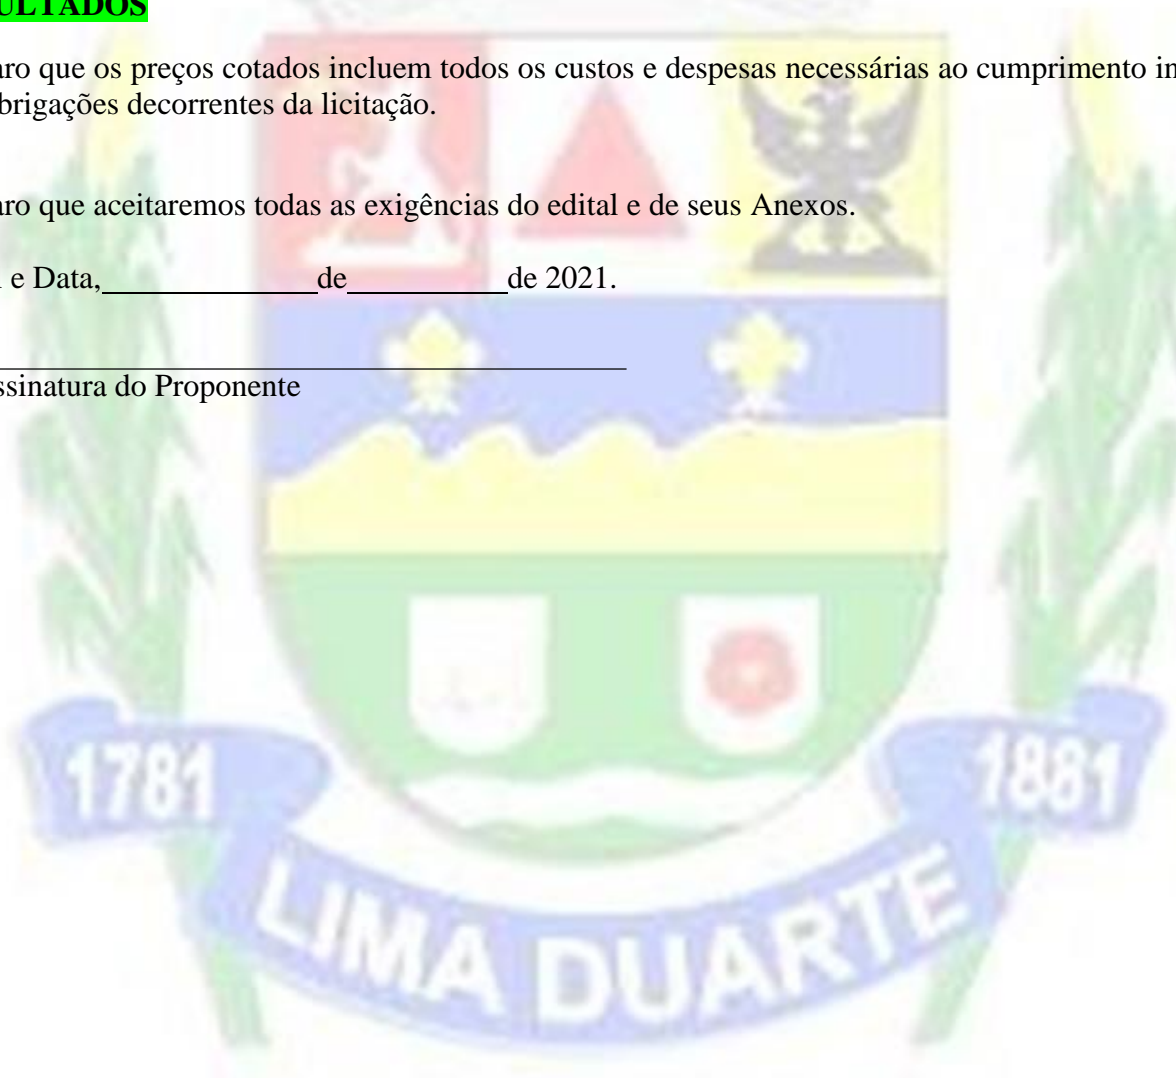 ULTADOS
aro que os preços cotados incluem todos os custos e despesas necessárias ao cumprimento in
brigações decorrentes da licitação.
aro que aceitaremos todas as exigências do edital e de seus Anexos.
l e Data,_____________de__________de 2021.
ssinatura do Proponente
1781
1881
LIMA DUARTE